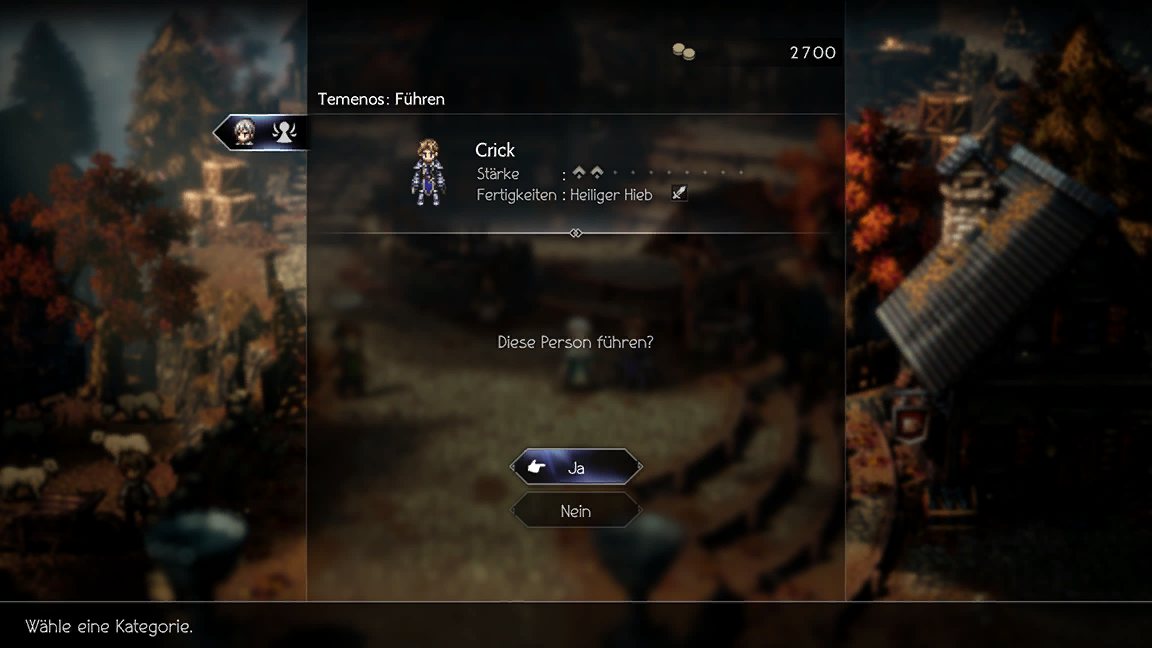 2700
Temenos: Führen
Crick
Stärke :
Fertigkeiten : Heiliger Hieb
Diese Person führen?
Ja
Nein
Wähle eine Kategorie.